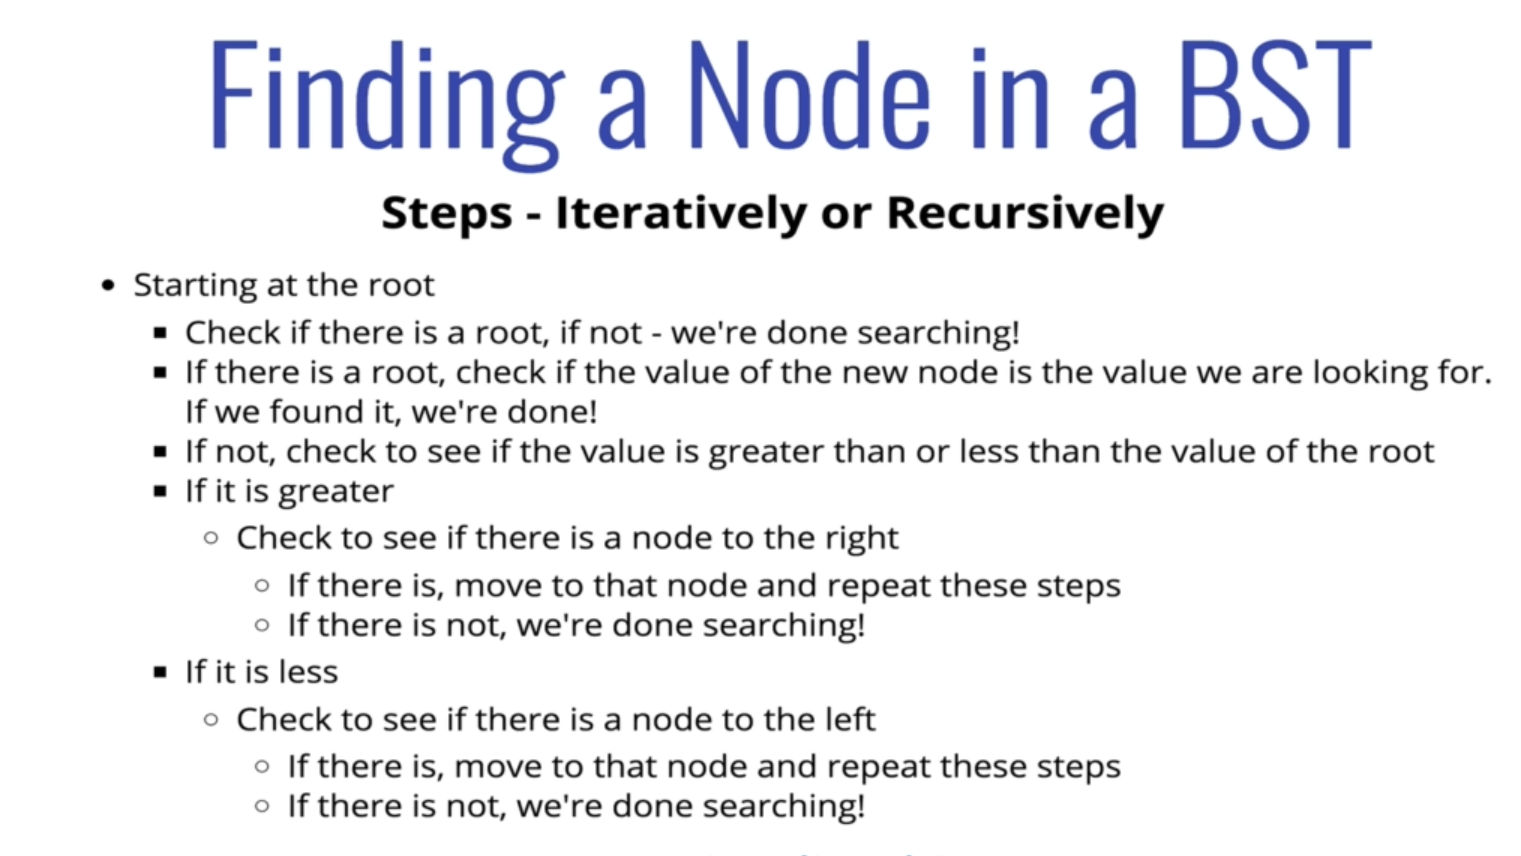 Finding a Node in a BST
Steps - Iteratively or Recursively
• Starting at the root
▪ Check if there is a root, if not - we're done searching!
▪ If there is a root, check if the value of the new node is the value we are looking for.
If we found it, we're done!
▪ If not, check to see if the value is greater than or less than the value of the root
▪ If it is greater
○ Check to see if there is a node to the right
○ If there is, move to that node and repeat these steps
○ If there is not, we're done searching!
▪ If it is less
○ Check to see if there is a node to the left
○ If there is, move to that node and repeat these steps
○ If there is not, we're done searching!